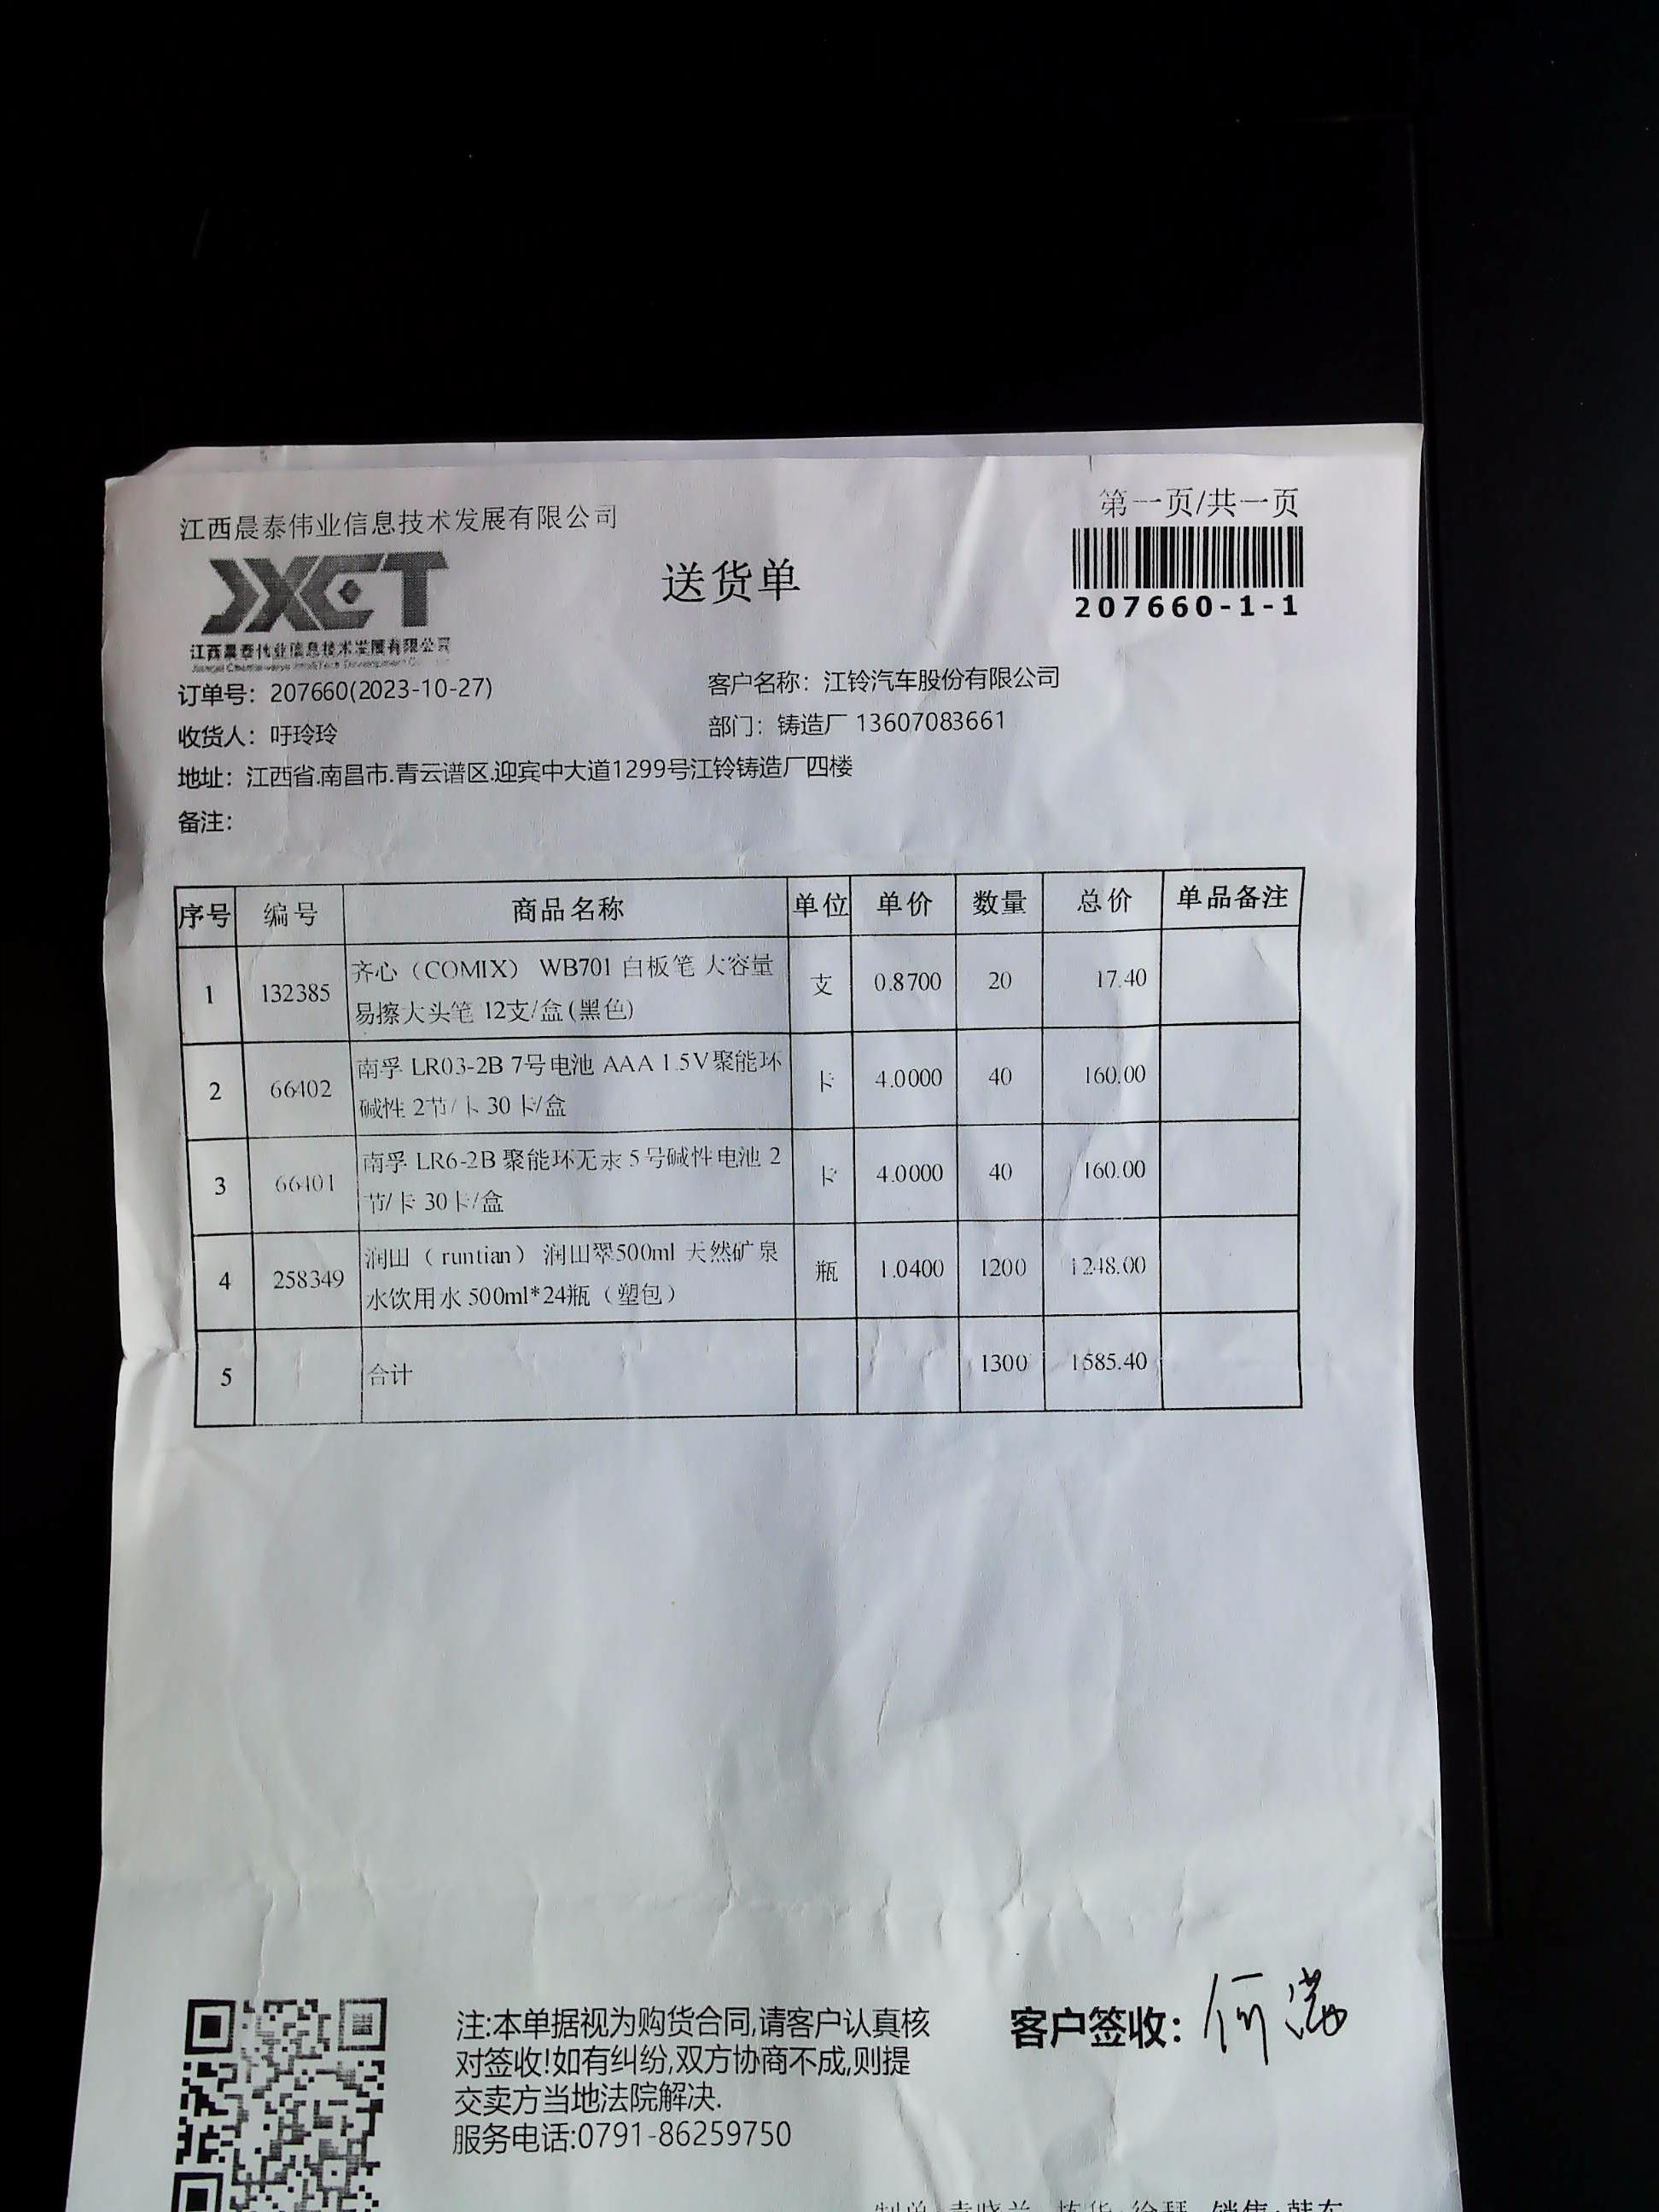 江西晨泰伟业信息技术发展有限公司
第一页/共一页
JXCT
送货单
207660-1-1
江西晨泰伟业信息技术发展有限公司
订单号：207660(2023-10-27)
客户名称：江铃汽车股份有限公司
收货人：吁玲玲
部门：铸造厂 13607083661
地址：江西省.南昌市.青云谱区.迎宾中大道1299号江铃铸造厂四楼
备注：
序号 编号 商品名称 单位 单价 数量 总价 单品备注
1 132385 齐心（COMIX） WB701 白板笔 大容量 支 0.8700 20 17.40
易擦大头笔 12支/盒(黑色)
2 66402 南孚 LR03-2B 7号电池 AAA 1.5V聚能环 卡 4.0000 40 160.00
碱性 2节/卡 30卡/盒
3 66401 南孚 LR6-2B 聚能环无汞 5号碱性电池 2 卡 4.0000 40 160.00
节/卡 30卡/盒
4 258349 润田（runtian） 润田翠500ml 天然矿泉 瓶 1.0400 1200 1248.00
水饮用水 500ml*24瓶（塑包）
5 合计 1300 1585.40
注:本单据视为购货合同,请客户认真核
对签收!如有纠纷,双方协商不成,则提
交卖方当地法院解决.
服务电话:0791-86259750
客户签收：